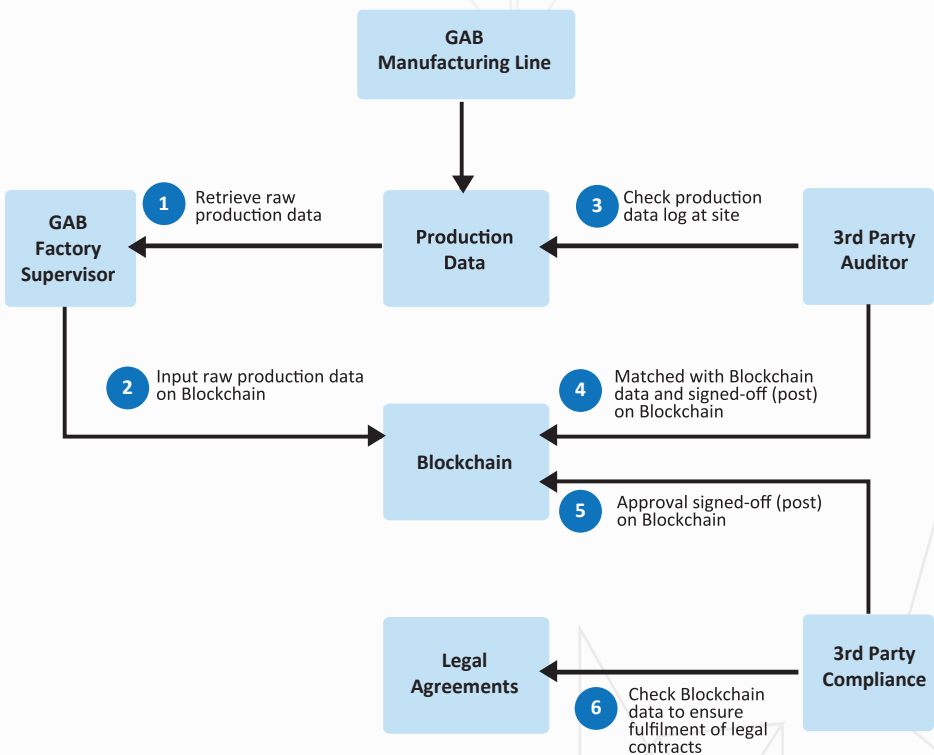 GAB
Manufacturing Line
1
Retrieve raw
production data
3
Check production
data log at site
GAB
Factory
Supervisor
Production
Data
3rd Party
Auditor
2
Input raw production data
on Blockchain
4
Matched with Blockchain
data and signed-off (post)
on Blockchain
Blockchain
5
Approval signed-off (post)
on Blockchain
Legal
Agreements
3rd Party
Compliance
6
Check Blockchain
data to ensure
fulfilment of legal
contracts